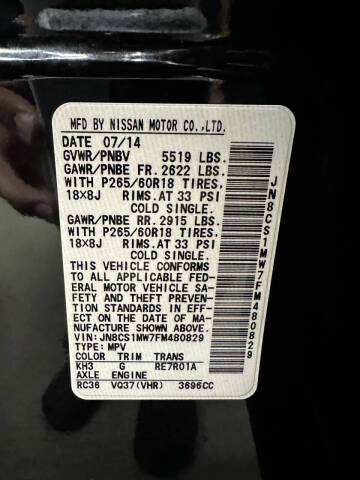 MFD BY NISSAN MOTOR CO.,LTD.
DATE 07/14
GVWR/PNBV 5519 LBS.
GAWR/PNBE FR.2622 LBS.
WITH P265/60R18 TIRES.
18X8J RIMS.AT 33 PSI
COLD SINGLE.
GAWR/PNBE RR.2915 LBS.
WITH P265/60R18 TIRES.
18X8J RIMS.AT 33 PSI
COLD SINGLE.
THIS VEHICLE CONFORMS
TO ALL APPLICABLE FED-
ERAL MOTOR VEHICLE SA-
FETY AND THEFT PREVEN-
TION STANDARDS IN EFF-
ECT ON THE DATE OF MA-
NUFACTURE SHOWN ABOVE.
VIN:JN8CS1MW7FM480829
TYPE:MPV
COLOR TRIM TRANS
KH3 G RE7R01A
AXLE ENGINE
RC36 VQ37(VHR) 3696CC
JN8CS1MW7FM480829